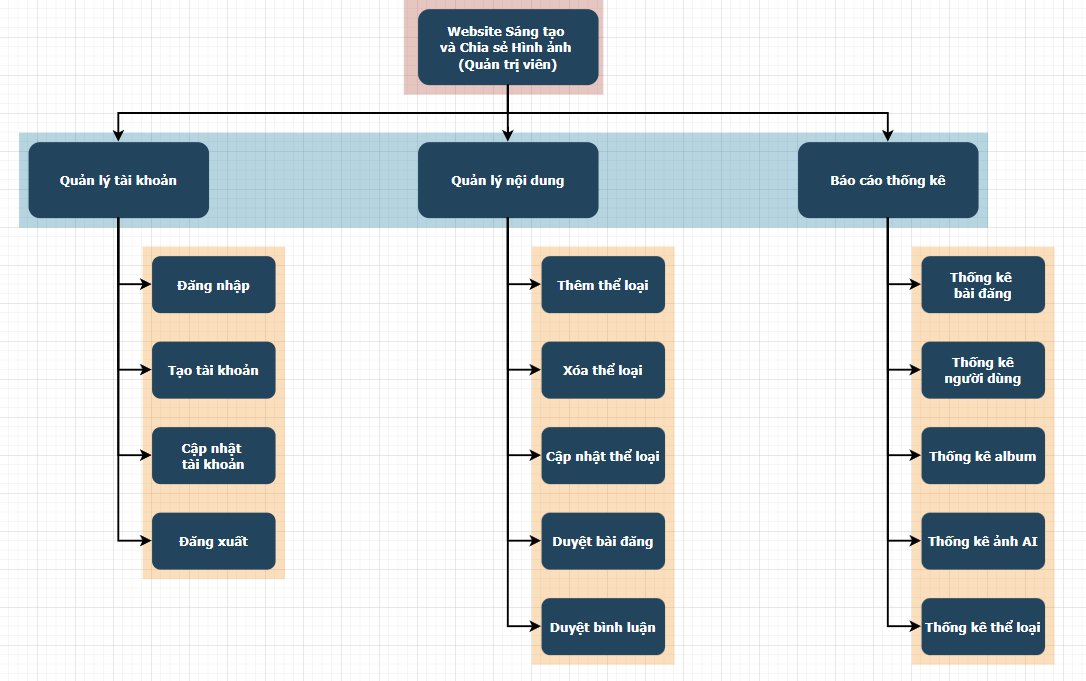 Website Sáng tạo
và Chia sẻ Hình ảnh
(Quản trị viên)
Quản lý tài khoản
Quản lý nội dung
Báo cáo thống kê
Đăng nhập
Tạo tài khoản
Cập nhật
tài khoản
Đăng xuất
Thêm thể loại
Xóa thể loại
Cập nhật thể loại
Duyệt bài đăng
Duyệt bình luận
Thống kê
bài đăng
Thống kê
người dùng
Thống kê album
Thống kê ảnh AI
Thống kê thể loại